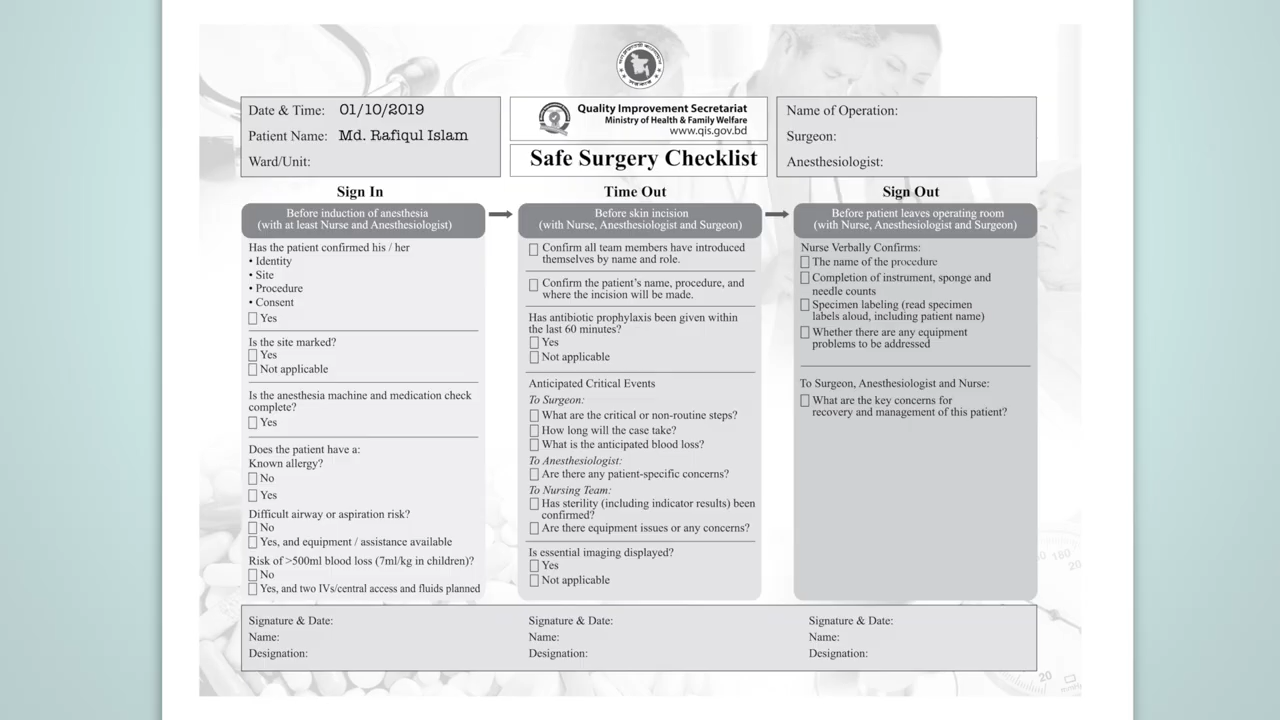 Date & Time: 01/10/2019
Patient Name: Md. Rafiqul Islam
Ward/Unit:
Quality Improvement Secretariat
Ministry of Health & Family Welfare
www.qis.gov.bd
Safe Surgery Checklist
Name of Operation:
Surgeon:
Anesthesiologist:
Sign In
Before induction of anesthesia
(with at least Nurse and Anesthesiologist)
Has the patient confirmed his / her
• Identity
• Site
• Procedure
• Consent
Yes
Is the site marked?
Yes
Not applicable
Is the anesthesia machine and medication check
complete?
Yes
Does the patient have a:
Known allergy?
No
Yes
Difficult airway or aspiration risk?
No
Yes, and equipment / assistance available
Risk of >500ml blood loss (7ml/kg in children)?
No
Yes, and two IVs/central access and fluids planned
Time Out
Before skin incision
(with Nurse, Anesthesiologist and Surgeon)
Confirm all team members have introduced
themselves by name and role.
Confirm the patient’s name, procedure, and
where the incision will be made.
Has antibiotic prophylaxis been given within
the last 60 minutes?
Yes
Not applicable
Anticipated Critical Events
To Surgeon:
What are the critical or non-routine steps?
How long will the case take?
What is the anticipated blood loss?
To Anesthesiologist:
Are there any patient-specific concerns?
To Nursing Team:
Has sterility (including indicator results) been
confirmed?
Are there equipment issues or any concerns?
Is essential imaging displayed?
Yes
Not applicable
Sign Out
Before patient leaves operating room
(with Nurse, Anesthesiologist and Surgeon)
Nurse Verbally Confirms:
The name of the procedure
Completion of instrument, sponge and
needle counts
Specimen labeling (read specimen
labels aloud, including patient name)
Whether there are any equipment
problems to be addressed
To Surgeon, Anesthesiologist and Nurse:
What are the key concerns for
recovery and management of this patient?
Signature & Date:
Name:
Designation:
Signature & Date:
Name:
Designation:
Signature & Date:
Name:
Designation: